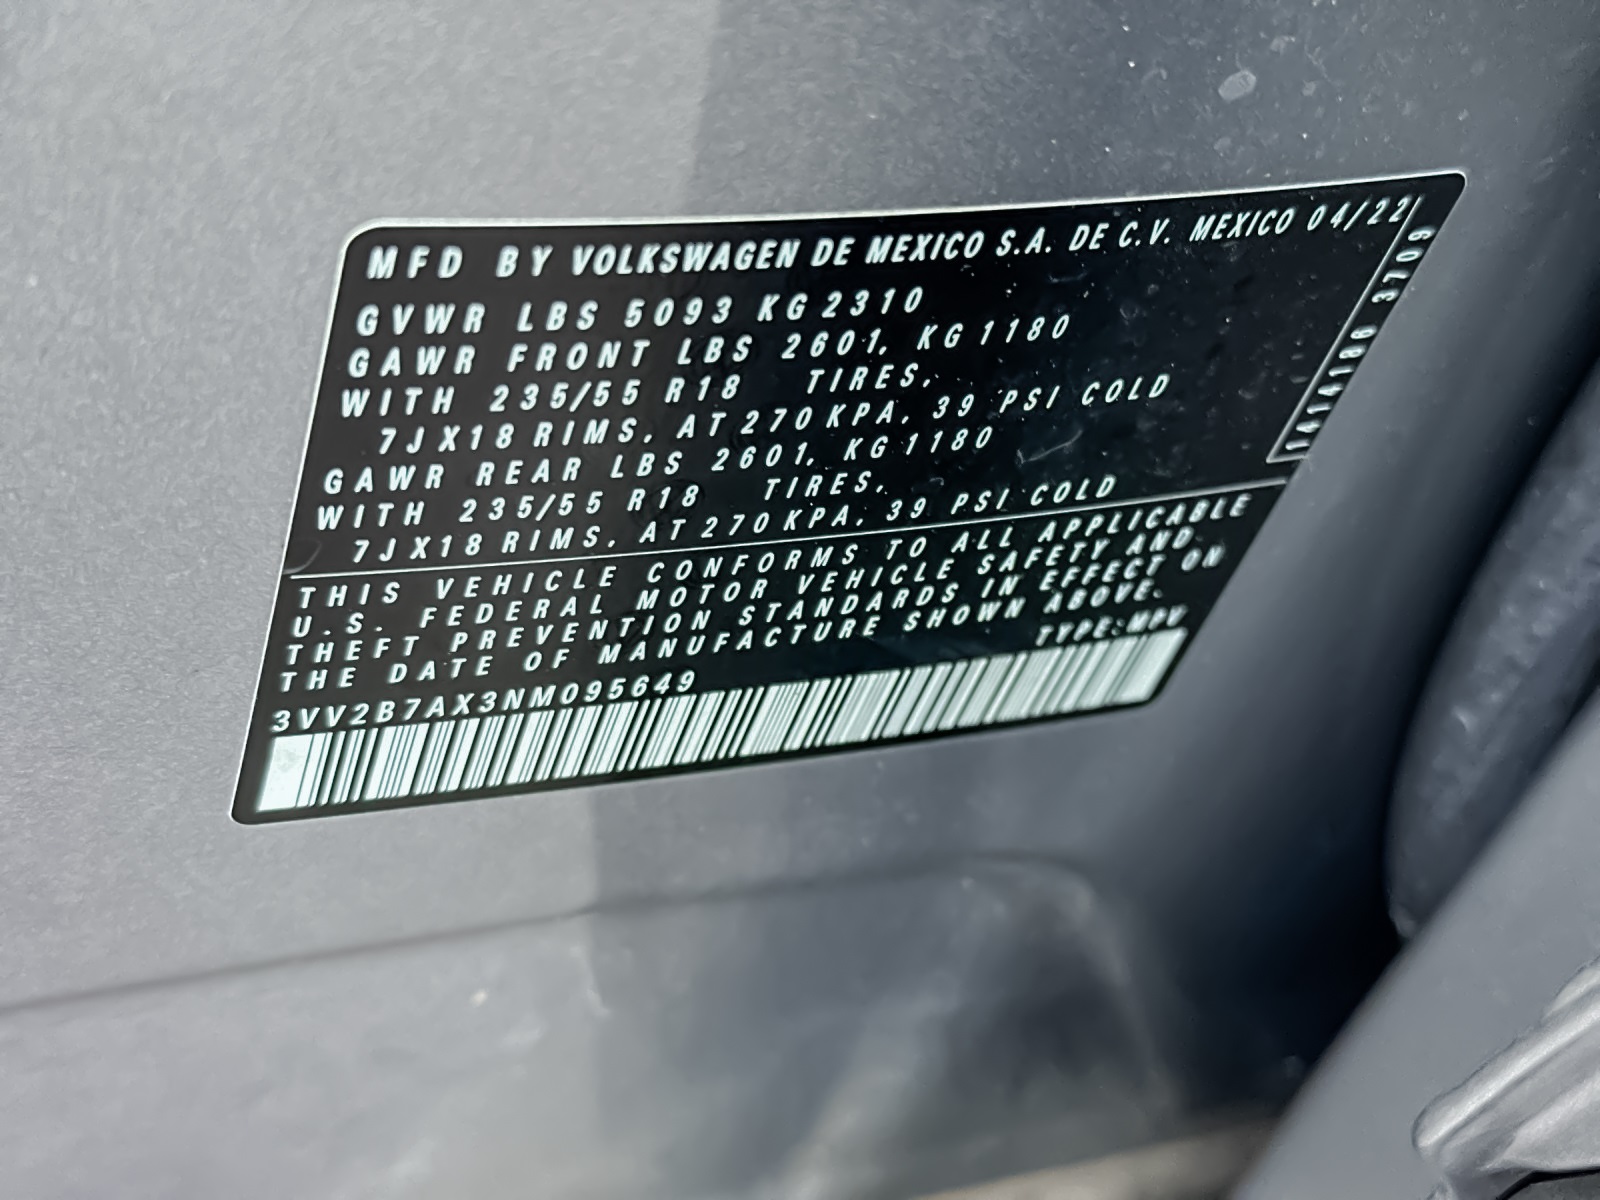 MFD BY VOLKSWAGEN DE MEXICO S.A. DE C.V. MEXICO 04/22
GVWR LBS 5093 KG 2310
GAWR FRONT LBS 2601, KG 1180
WITH 235/55 R18 TIRES,
7JX18 RIMS, AT 270 KPA, 39 PSI COLD
GAWR REAR LBS 2601, KG 1180
WITH 235/55 R18 TIRES,
7JX18 RIMS, AT 270 KPA, 39 PSI COLD
THIS VEHICLE CONFORMS TO ALL APPLICABLE
U.S. FEDERAL MOTOR VEHICLE SAFETY AND
THEFT PREVENTION STANDARDS IN EFFECT ON
THE DATE OF MANUFACTURE SHOWN ABOVE.
TYPE:MPV
3VV2B7AX3NM095649
3709